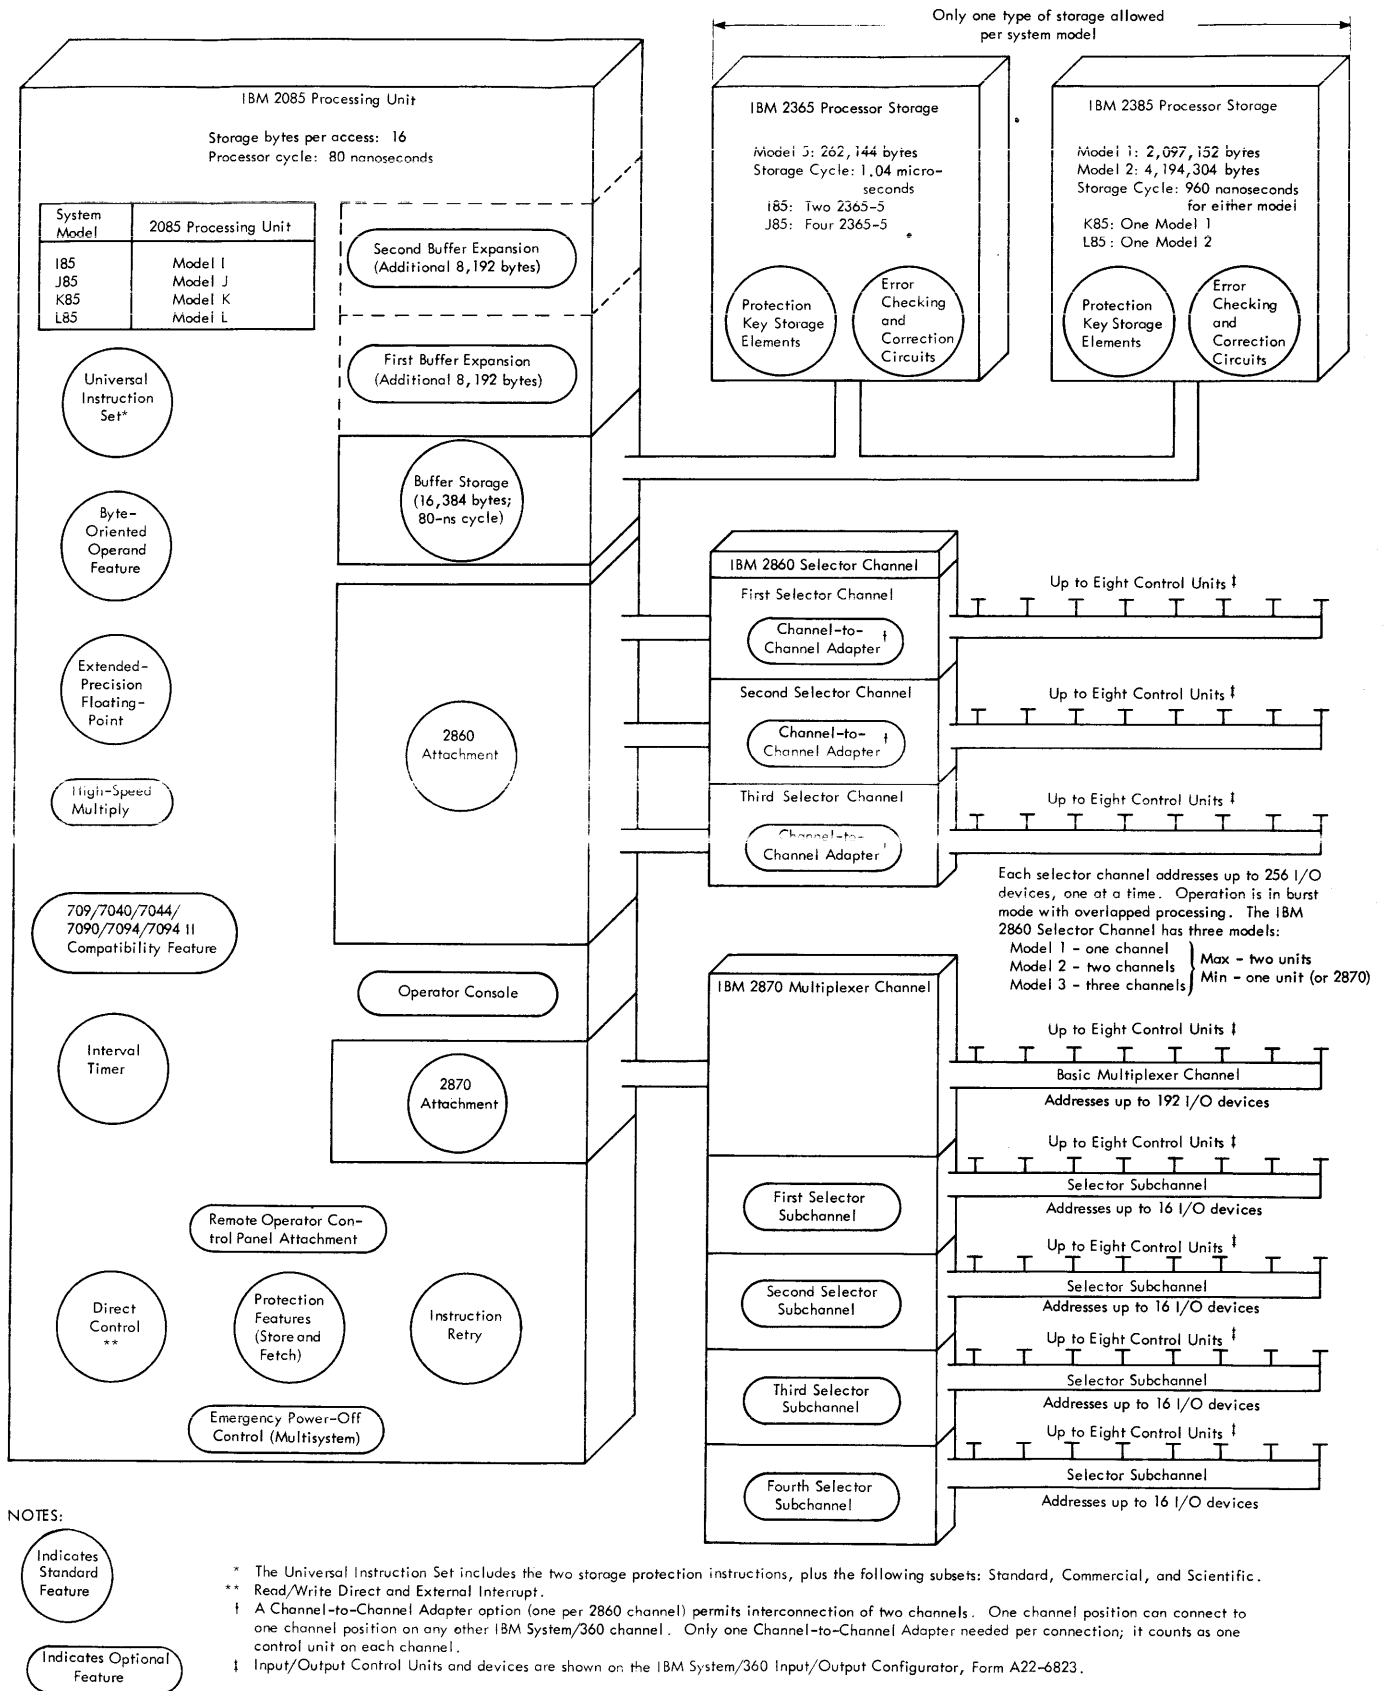 Only one type of storage allowed
per system model
IBM 2085 Processing Unit
Storage bytes per access: 16
Processor cycle: 80 nanoseconds
System
Model
2085 Processing Unit
I85 Model I
J85 Model J
K85 Model K
L85 Model L
Second Buffer Expansion
(Additional 8,192 bytes)
First Buffer Expansion
(Additional 8,192 bytes)
Buffer Storage
(16,384 bytes;
80-ns cycle)
Universal
Instruction
Set*
Byte-
Oriented
Operand
Feature
Extended-
Precision
Floating-
Point
High-Speed
Multiply
709/7040/7044/
7090/7094/7094 II
Compatibility Feature
Interval
Timer
2860
Attachment
Operator Console
2870
Attachment
Remote Operator Con-
trol Panel Attachment
Direct
Control
**
Protection
Features
(Store and
Fetch)
Instruction
Retry
Emergency Power-Off
Control (Multisystem)
IBM 2365 Processor Storage
Model 5: 262,144 bytes
Storage Cycle: 1.04 micro-
seconds
I85: Two 2365-5
J85: Four 2365-5
Protection
Key Storage
Elements
Error
Checking
and
Correction
Circuits
IBM 2385 Processor Storage
Model 1: 2,097,152 bytes
Model 2: 4,194,304 bytes
Storage Cycle: 960 nanoseconds
for either model
K85: One Model 1
L85: One Model 2
Protection
Key Storage
Elements
Error
Checking
and
Correction
Circuits
IBM 2860 Selector Channel
First Selector Channel
Channel-to-
Channel Adapter †
Up to Eight Control Units ‡
Second Selector Channel
Channel-to-
Channel Adapter †
Up to Eight Control Units ‡
Third Selector Channel
Channel-to-
Channel Adapter †
Up to Eight Control Units ‡
Each selector channel addresses up to 256 I/O
devices, one at a time. Operation is in burst
mode with overlapped processing. The IBM
2860 Selector Channel has three models:
Model 1 - one channel
Model 2 - two channels
Model 3 - three channels
Max - two units
Min - one unit (or 2870)
IBM 2870 Multiplexer Channel
Up to Eight Control Units ‡
Basic Multiplexer Channel
Addresses up to 192 I/O devices
First Selector
Subchannel
Up to Eight Control Units ‡
Selector Subchannel
Addresses up to 16 I/O devices
Second Selector
Subchannel
Up to Eight Control Units ‡
Selector Subchannel
Addresses up to 16 I/O devices
Third Selector
Subchannel
Up to Eight Control Units ‡
Selector Subchannel
Addresses up to 16 I/O devices
Fourth Selector
Subchannel
Up to Eight Control Units ‡
Selector Subchannel
Addresses up to 16 I/O devices
NOTES:
Indicates
Standard
Feature
Indicates Optional
Feature
* The Universal Instruction Set includes the two storage protection instructions, plus the following subsets: Standard, Commercial, and Scientific.
** Read/Write Direct and External Interrupt.
† A Channel-to-Channel Adapter option (one per 2860 channel) permits interconnection of two channels. One channel position can connect to
one channel position on any other IBM System/360 channel. Only one Channel-to-Channel Adapter needed per connection; it counts as one
control unit on each channel.
‡ Input/Output Control Units and devices are shown on the IBM System/360 Input/Output Configurator, Form A22-6823.